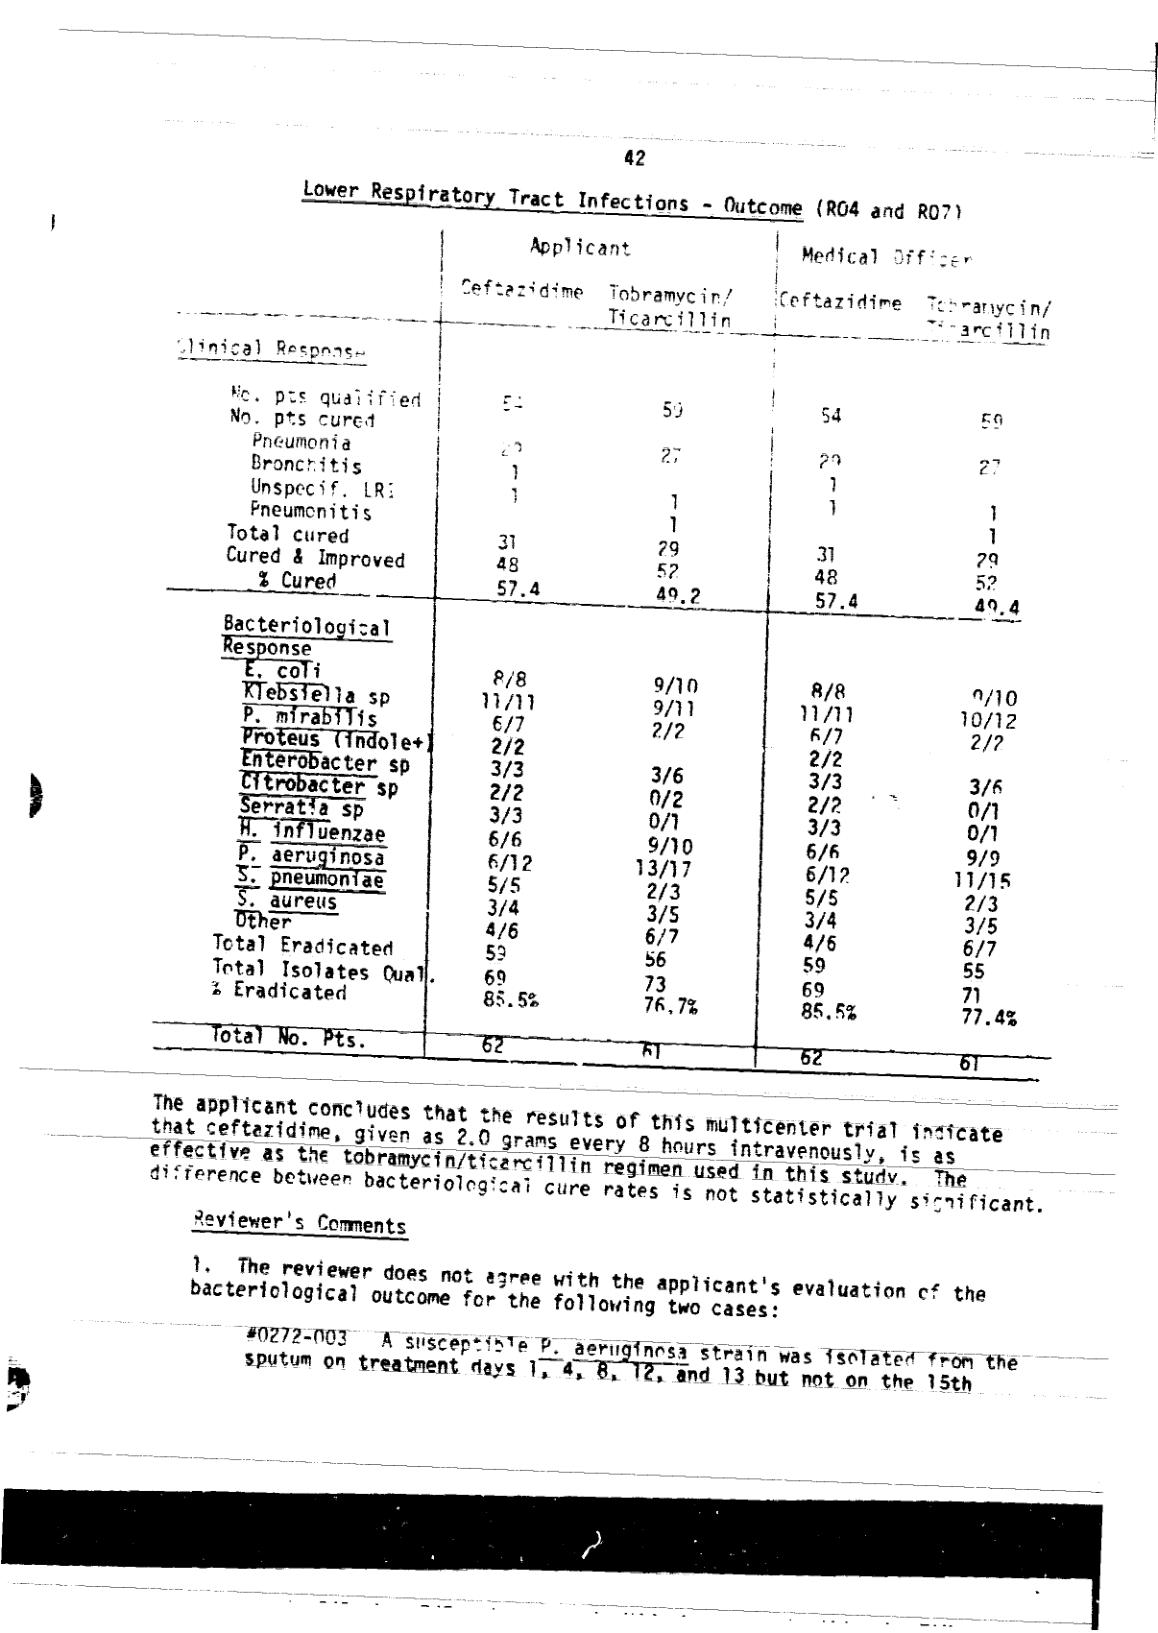 42
Lower Respiratory Tract Infections - Outcome (R04 and R07)
Applicant Medical Officer
Ceftazidime Tobramycin/ Ceftazidime Tobramycin/
Ticarcillin Ticarcillin
Clinical Response
No. pts qualified 54 59 54 59
No. pts cured
Pneumonia 29 27 29 27
Bronchitis 1 1
Unspecif. LRI 1 1 1 1
Pneumonitis 1 1
Total cured 31 29 31 29
Cured & Improved 48 52 48 52
% Cured 57.4 49.2 57.4 49.4
Bacteriological
Response
E. coli 8/8 9/10 8/8 9/10
Klebsiella sp 11/11 9/11 11/11 10/12
P. mirabilis 6/7 2/2 6/7 2/2
Proteus (indole+) 2/2 2/2
Enterobacter sp 3/3 3/6 3/3 3/6
Citrobacter sp 2/2 0/2 2/2 0/1
Serratia sp 3/3 0/1 3/3 0/1
H. influenzae 6/6 9/10 6/6 9/9
P. aeruginosa 6/12 13/17 6/12 11/15
S. pneumoniae 5/5 2/3 5/5 2/3
S. aureus 3/4 3/5 3/4 3/5
Other 4/6 6/7 4/6 6/7
Total Eradicated 59 56 59 55
Total Isolates Qual. 69 73 69 71
% Eradicated 85.5% 76.7% 85.5% 77.4%
Total No. Pts. 62 61 62 61
The applicant concludes that the results of this multicenter trial indicate
that ceftazidime, given as 2.0 grams every 8 hours intravenously, is as
effective as the tobramycin/ticarcillin regimen used in this study. The
difference between bacteriological cure rates is not statistically significant.
Reviewer's Comments
1. The reviewer does not agree with the applicant's evaluation of the
bacteriological outcome for the following two cases:
#0272-003 A susceptible P. aeruginosa strain was isolated from the
sputum on treatment days 1, 4, 8, 12, and 13 but not on the 15th